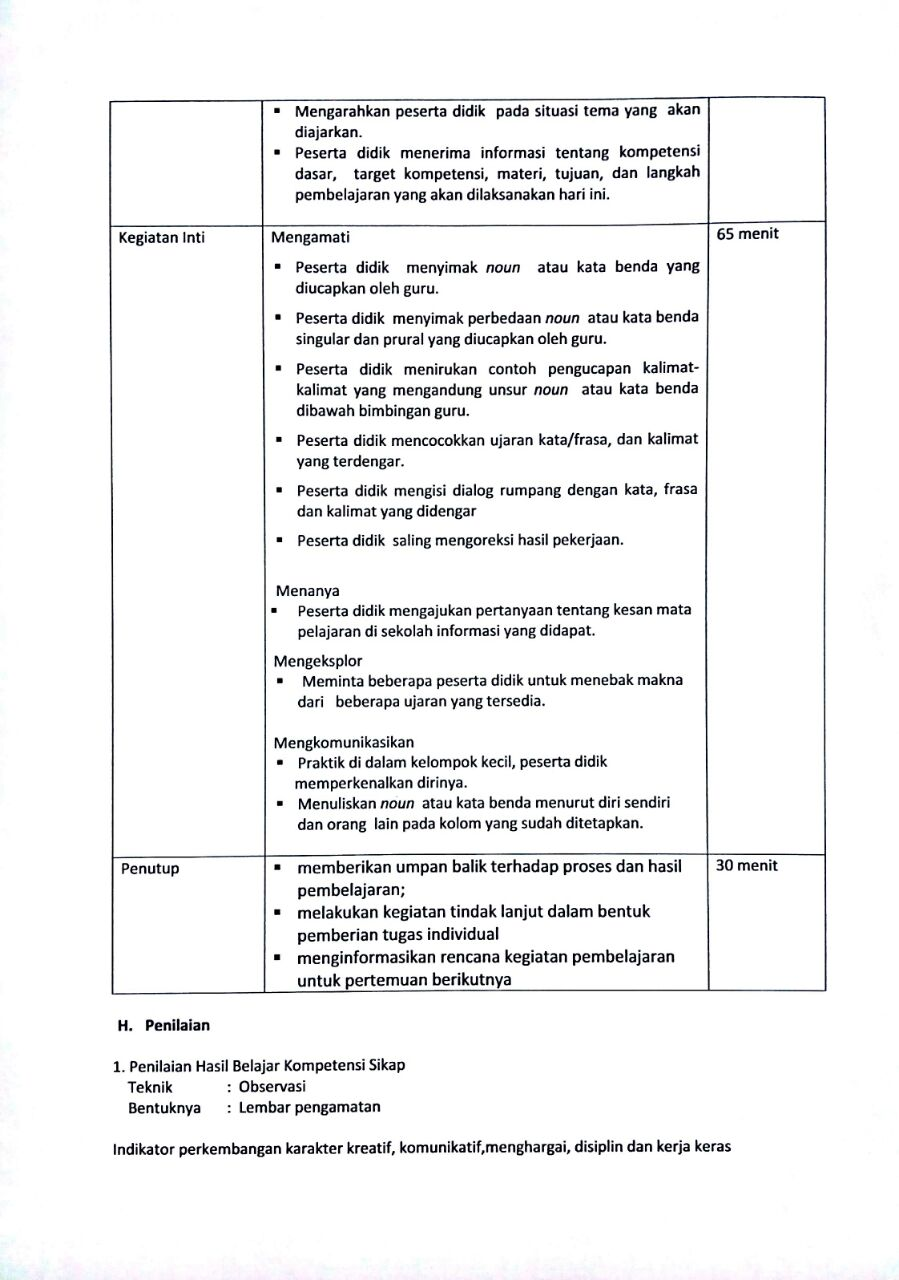 ▪ Mengarahkan peserta didik pada situasi tema yang akan
diajarkan.
▪ Peserta didik menerima informasi tentang kompetensi
dasar, target kompetensi, materi, tujuan, dan langkah
pembelajaran yang akan dilaksanakan hari ini.
Kegiatan Inti Mengamati 65 menit
▪ Peserta didik menyimak noun atau kata benda yang
diucapkan oleh guru.
▪ Peserta didik menyimak perbedaan noun atau kata benda
singular dan prural yang diucapkan oleh guru.
▪ Peserta didik menirukan contoh pengucapan kalimat-
kalimat yang mengandung unsur noun atau kata benda
dibawah bimbingan guru.
▪ Peserta didik mencocokkan ujaran kata/frasa, dan kalimat
yang terdengar.
▪ Peserta didik mengisi dialog rumpang dengan kata, frasa
dan kalimat yang didengar
▪ Peserta didik saling mengoreksi hasil pekerjaan.
Menanya
▪ Peserta didik mengajukan pertanyaan tentang kesan mata
pelajaran di sekolah informasi yang didapat.
Mengeksplor
▪ Meminta beberapa peserta didik untuk menebak makna
dari beberapa ujaran yang tersedia.
Mengkomunikasikan
▪ Praktik di dalam kelompok kecil, peserta didik
memperkenalkan dirinya.
▪ Menuliskan noun atau kata benda menurut diri sendiri
dan orang lain pada kolom yang sudah ditetapkan.
Penutup ▪ memberikan umpan balik terhadap proses dan hasil 30 menit
pembelajaran;
▪ melakukan kegiatan tindak lanjut dalam bentuk
pemberian tugas individual
▪ menginformasikan rencana kegiatan pembelajaran
untuk pertemuan berikutnya
H. Penilaian
1. Penilaian Hasil Belajar Kompetensi Sikap
Teknik : Observasi
Bentuknya : Lembar pengamatan
Indikator perkembangan karakter kreatif, komunikatif,menghargai, disiplin dan kerja keras